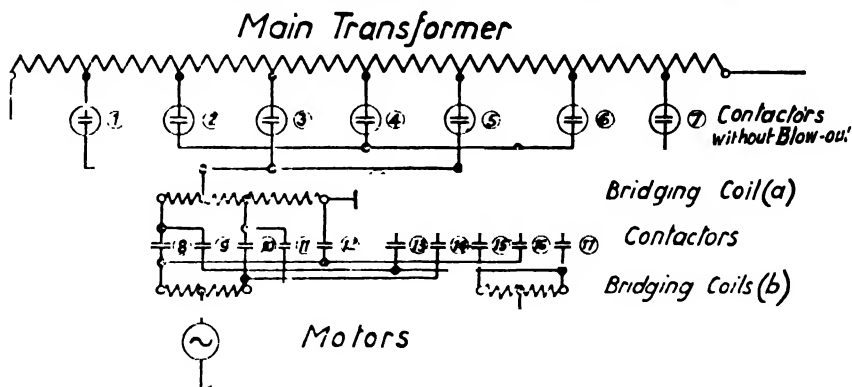 Main Transformer
① ② ③ ④ ⑤ ⑥ ⑦ Contactors
without Blow-out
Bridging Coil (a)
8 9 10 11 13 14 15 16 17 Contactors
Bridging Coils (b)
~
Motors